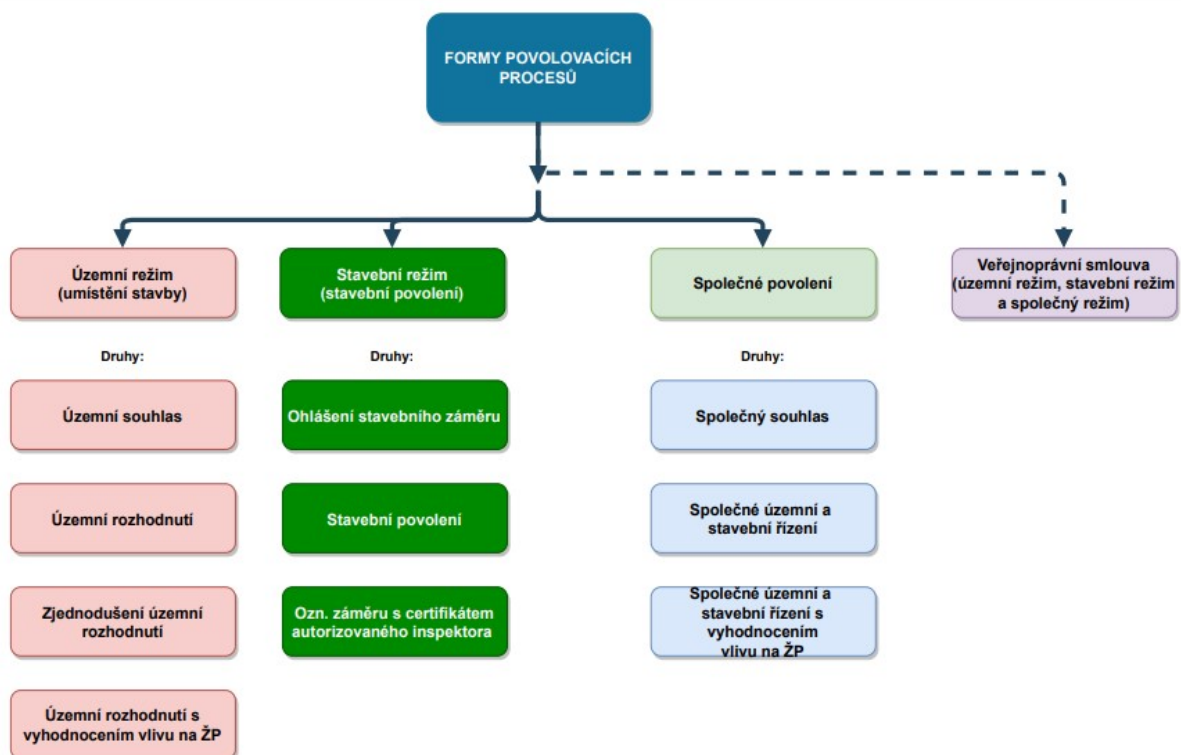 FORMY POVOLOVACÍCH
PROCESŮ
Územní režim
(umístění stavby)
Stavební režim
(stavební povolení)
Společné povolení
Veřejnoprávní smlouva
(územní režim, stavební režim
a společný režim)
Druhy:
Druhy:
Druhy:
Územní souhlas
Ohlášení stavebního záměru
Společný souhlas
Územní rozhodnutí
Stavební povolení
Společné územní a
stavební řízení
Zjednodušení územní
rozhodnutí
Ozn. záměru s certifikátem
autorizovaného inspektora
Společné územní a
stavební řízení s
vyhodnocením
vlivu na ŽP
Územní rozhodnutí s
vyhodnocením vlivu na ŽP